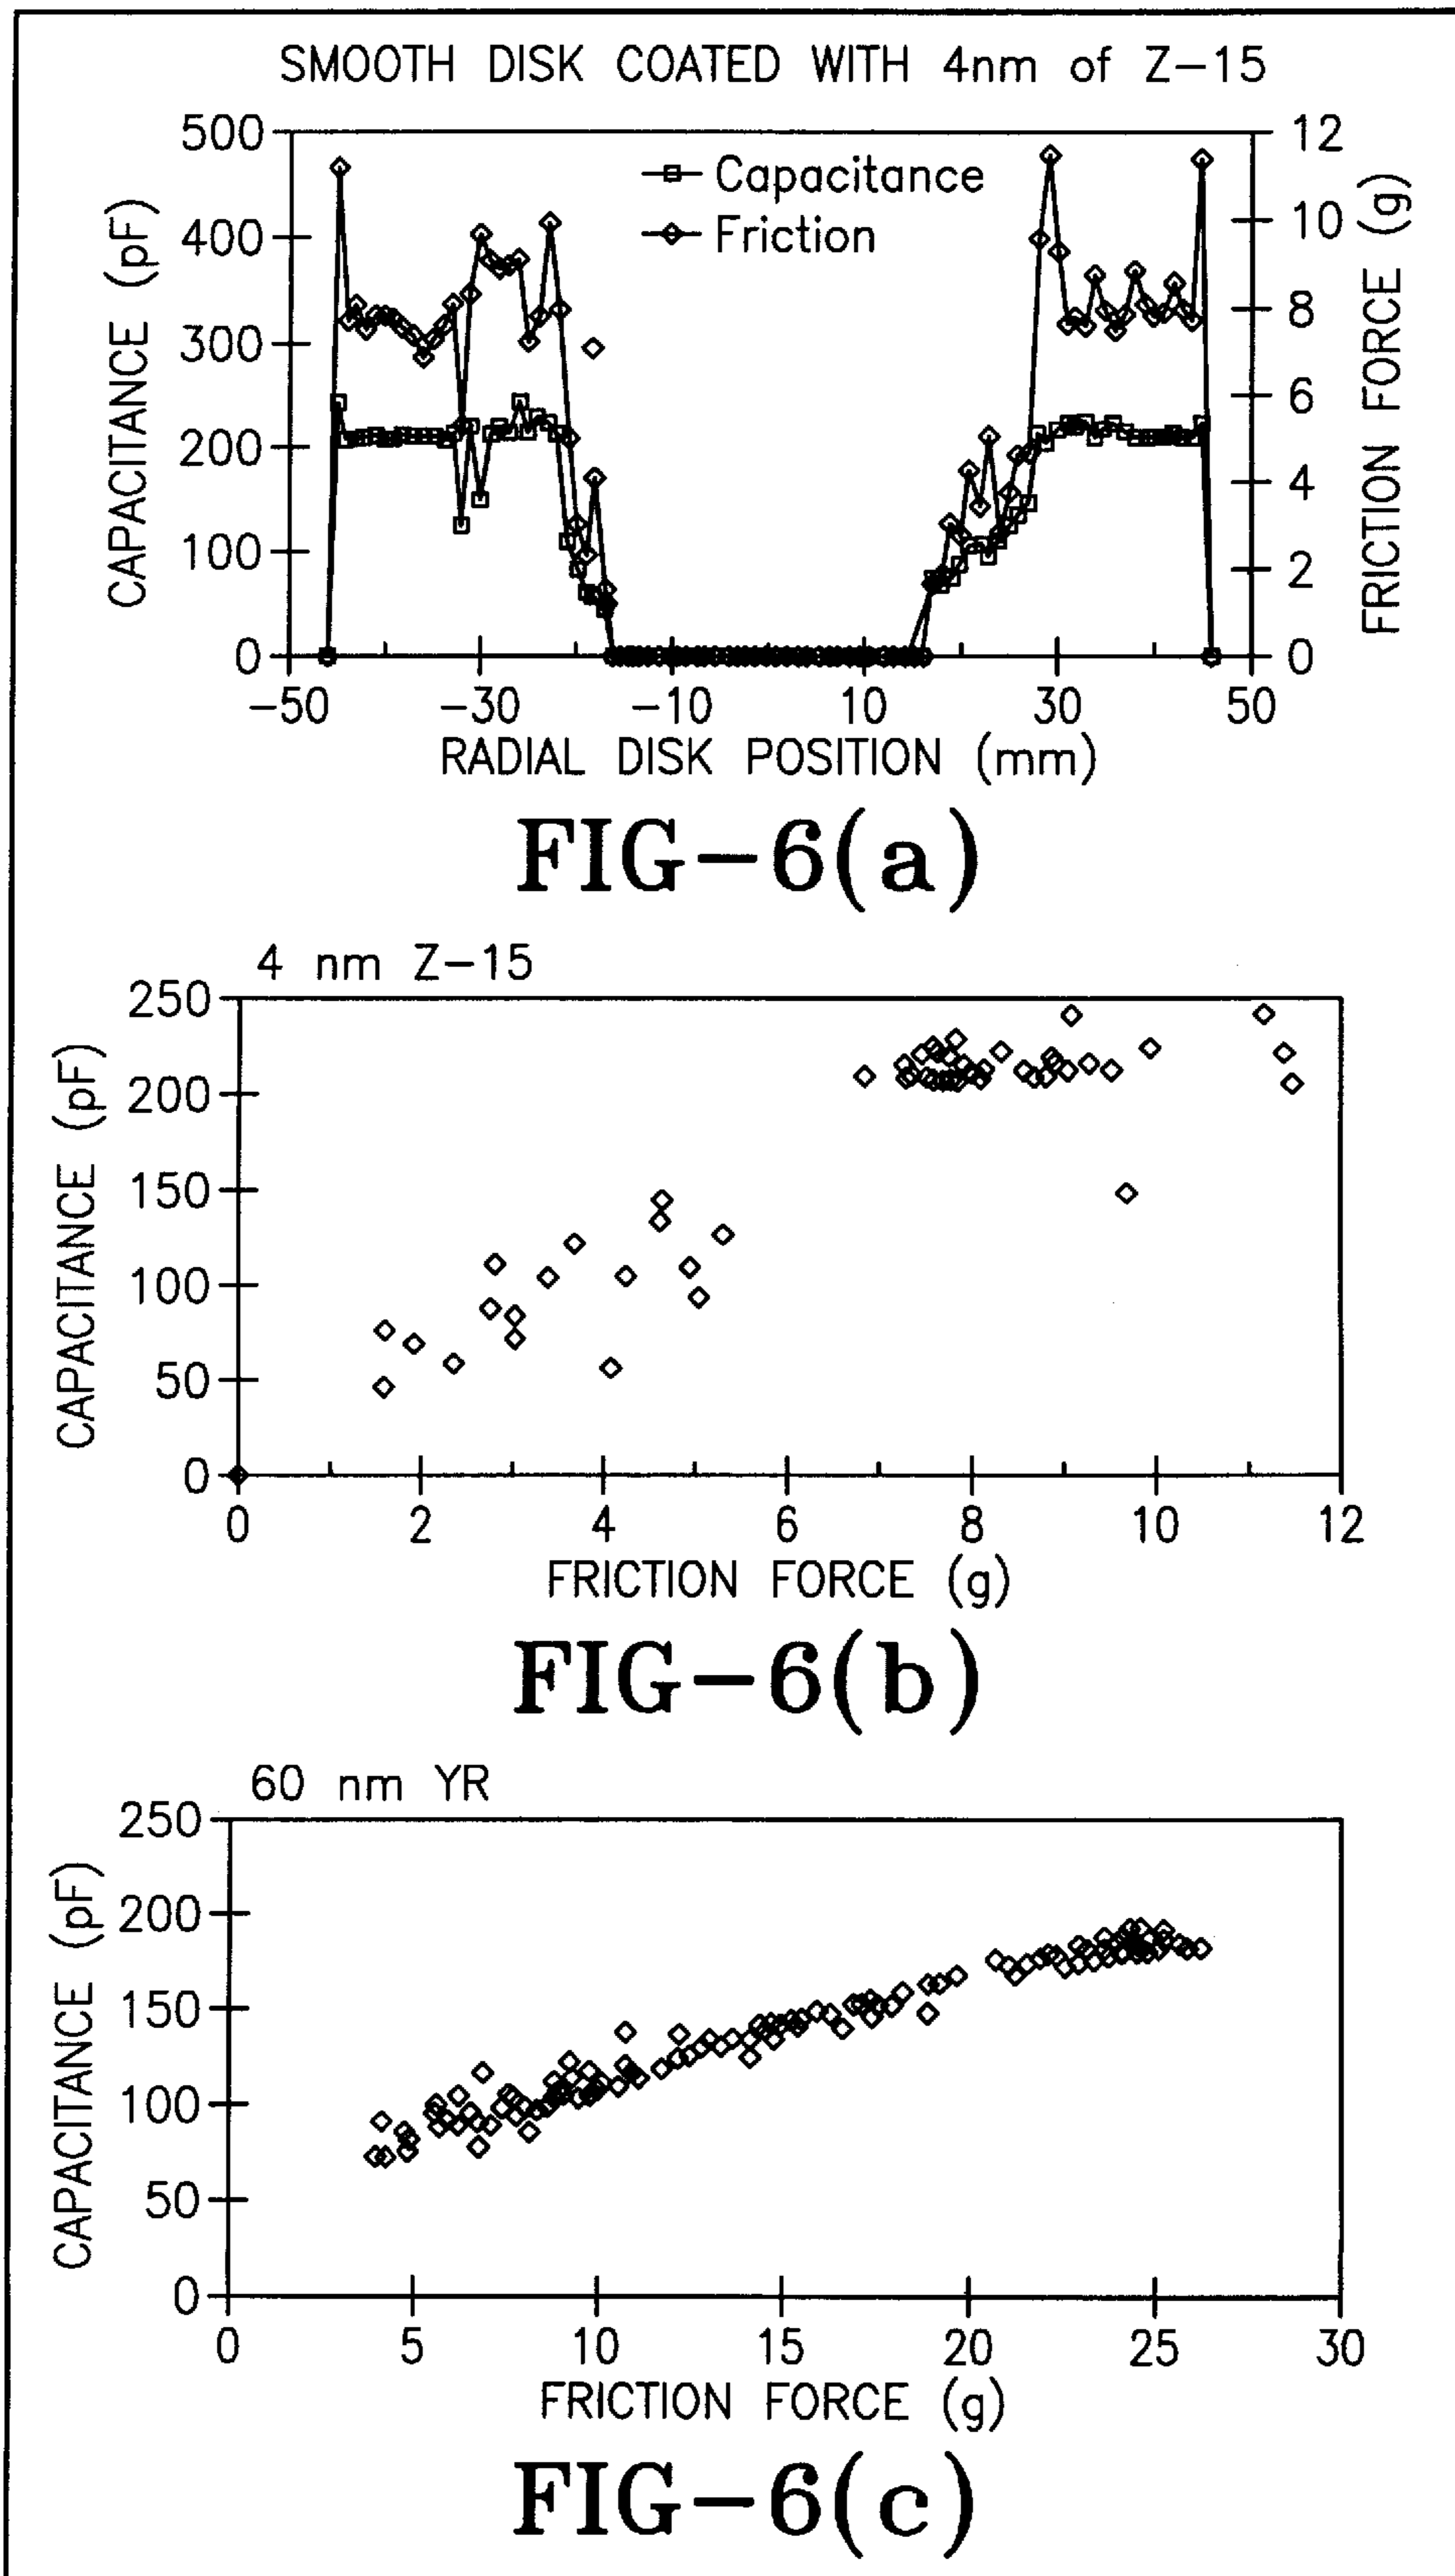 SMOOTH DISK COATED WITH 4nm of Z-15
500
400
300
200
100
0
CAPACITANCE (pF)
Capacitance
Friction
12
10
8
6
4
2
0
FRICTION FORCE (g)
-50 -30 -10 10 30 50
RADIAL DISK POSITION (mm)
FIG-6(a)
4 nm Z-15
250
200
150
100
50
0
CAPACITANCE (pF)
0 2 4 6 8 10 12
FRICTION FORCE (g)
FIG-6(b)
60 nm YR
250
200
150
100
50
0
CAPACITANCE (pF)
0 5 10 15 20 25 30
FRICTION FORCE (g)
FIG-6(c)